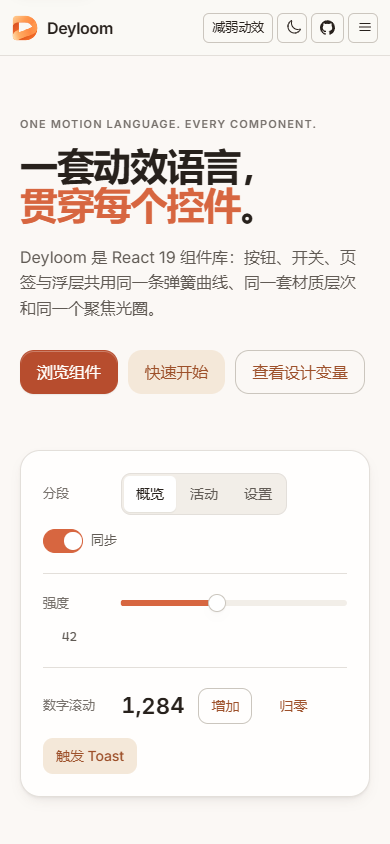 Deyloom
减弱动效
ONE MOTION LANGUAGE. EVERY COMPONENT.
一套动效语言，
贯穿每个控件。
Deyloom 是 React 19 组件库：按钮、开关、页
签与浮层共用同一条弹簧曲线、同一套材质层次
和同一个聚焦光圈。
浏览组件
快速开始
查看设计变量
分段
概览
活动
设置
同步
强度
42
数字滚动
1,284
增加
归零
触发 Toast